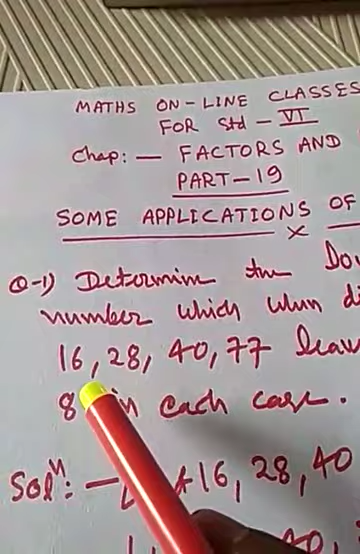 MATHS ON-LINE CLASSES
FOR Std - VI
Chap: - FACTORS AND
PART-19
SOME APPLICATIONS OF
×
Q-1) Determine the
number which when
16, 28, 40, 77
8 in each case.
Solⁿ: - 16, 28, 40